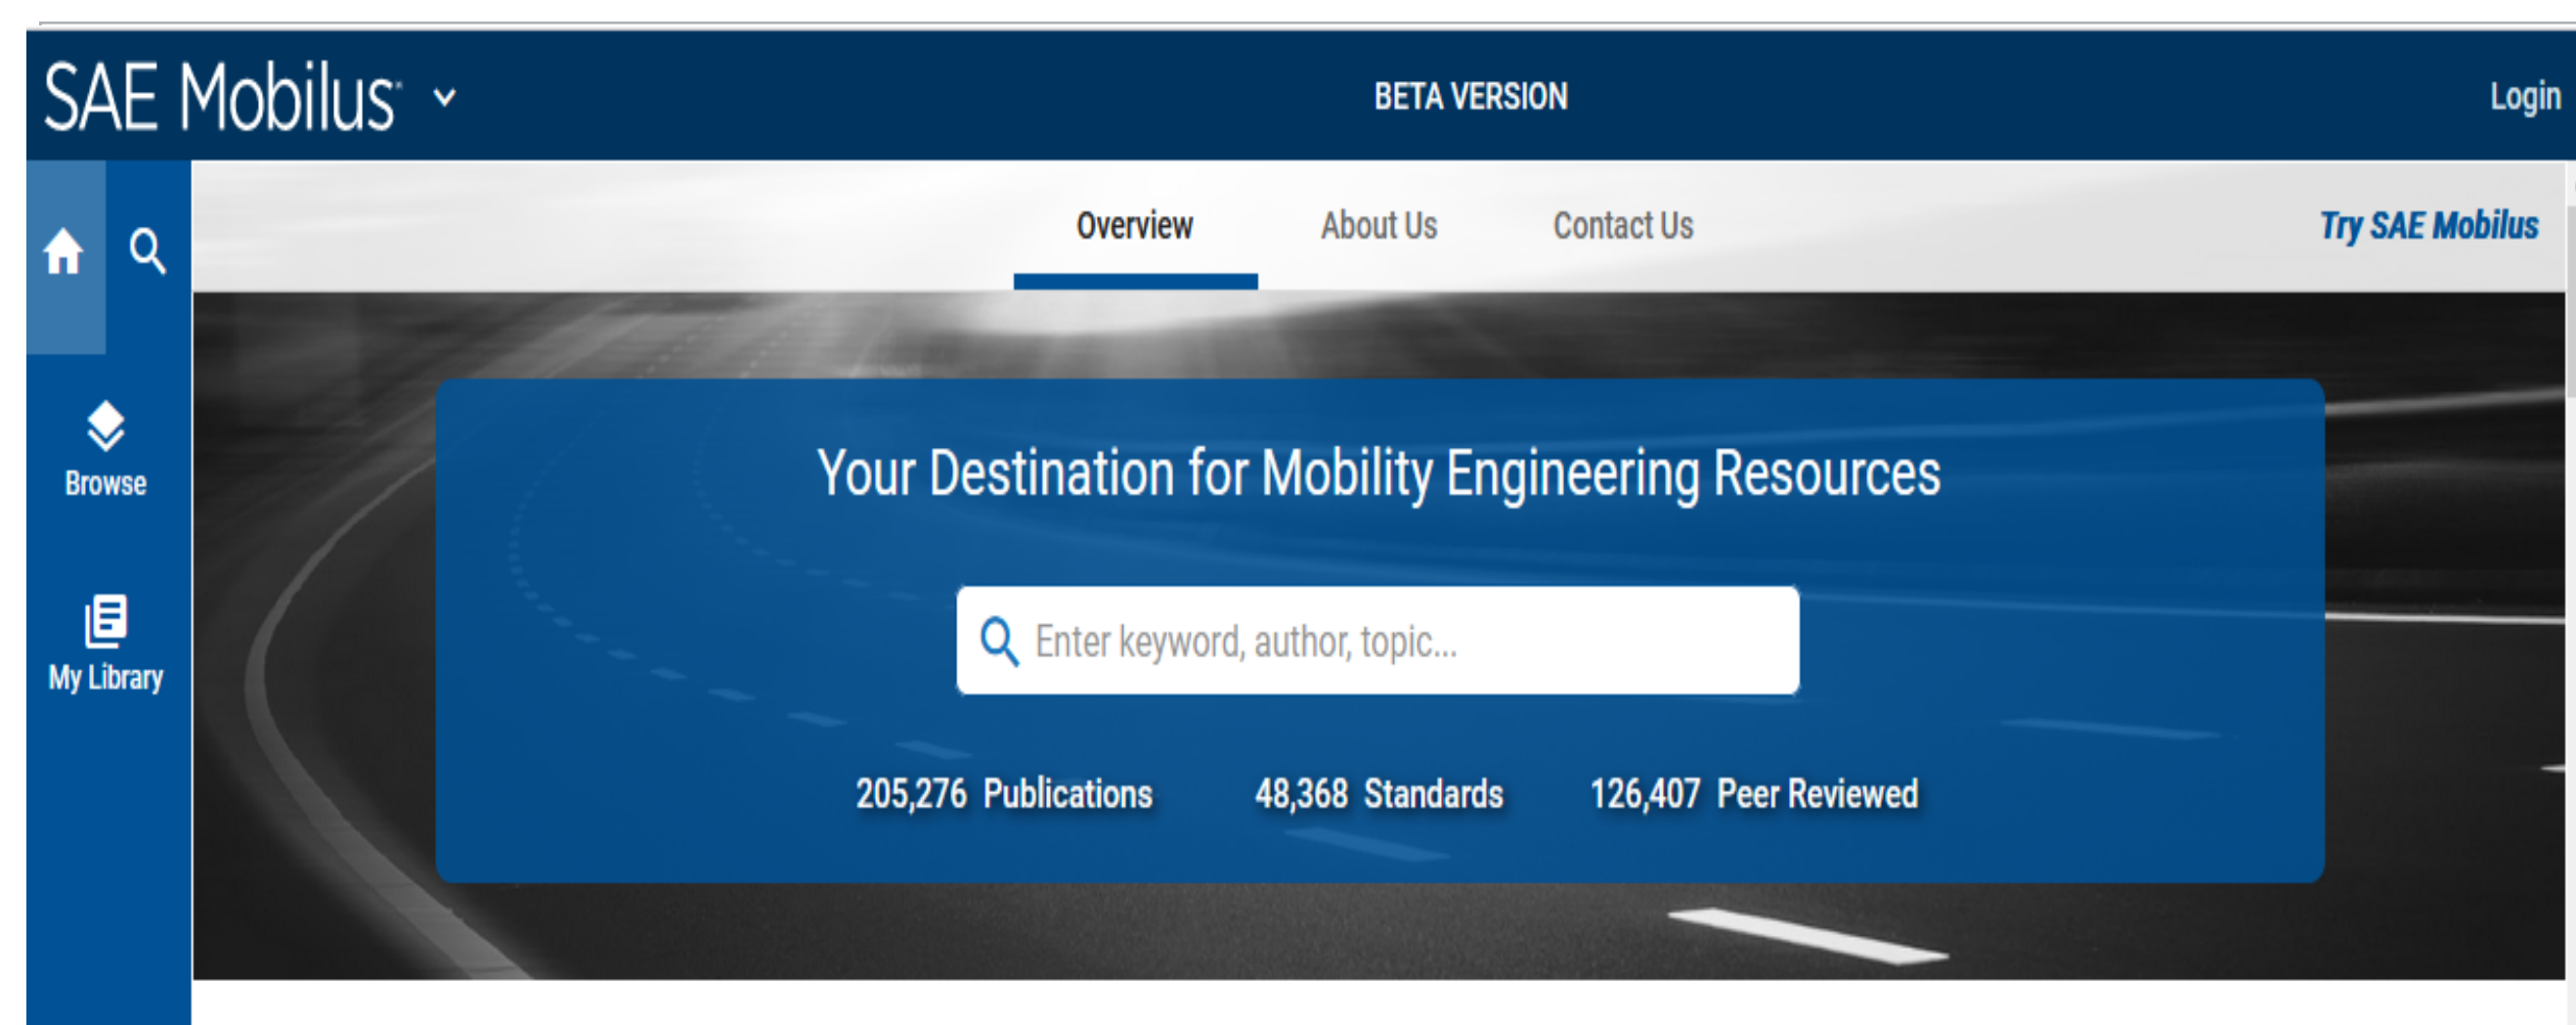 SAE Mobilus™
BETA VERSION
Login
Overview
About Us
Contact Us
Try SAE Mobilus
Browse
My Library
Your Destination for Mobility Engineering Resources
Enter keyword, author, topic...
205,276 Publications
48,368 Standards
126,407 Peer Reviewed